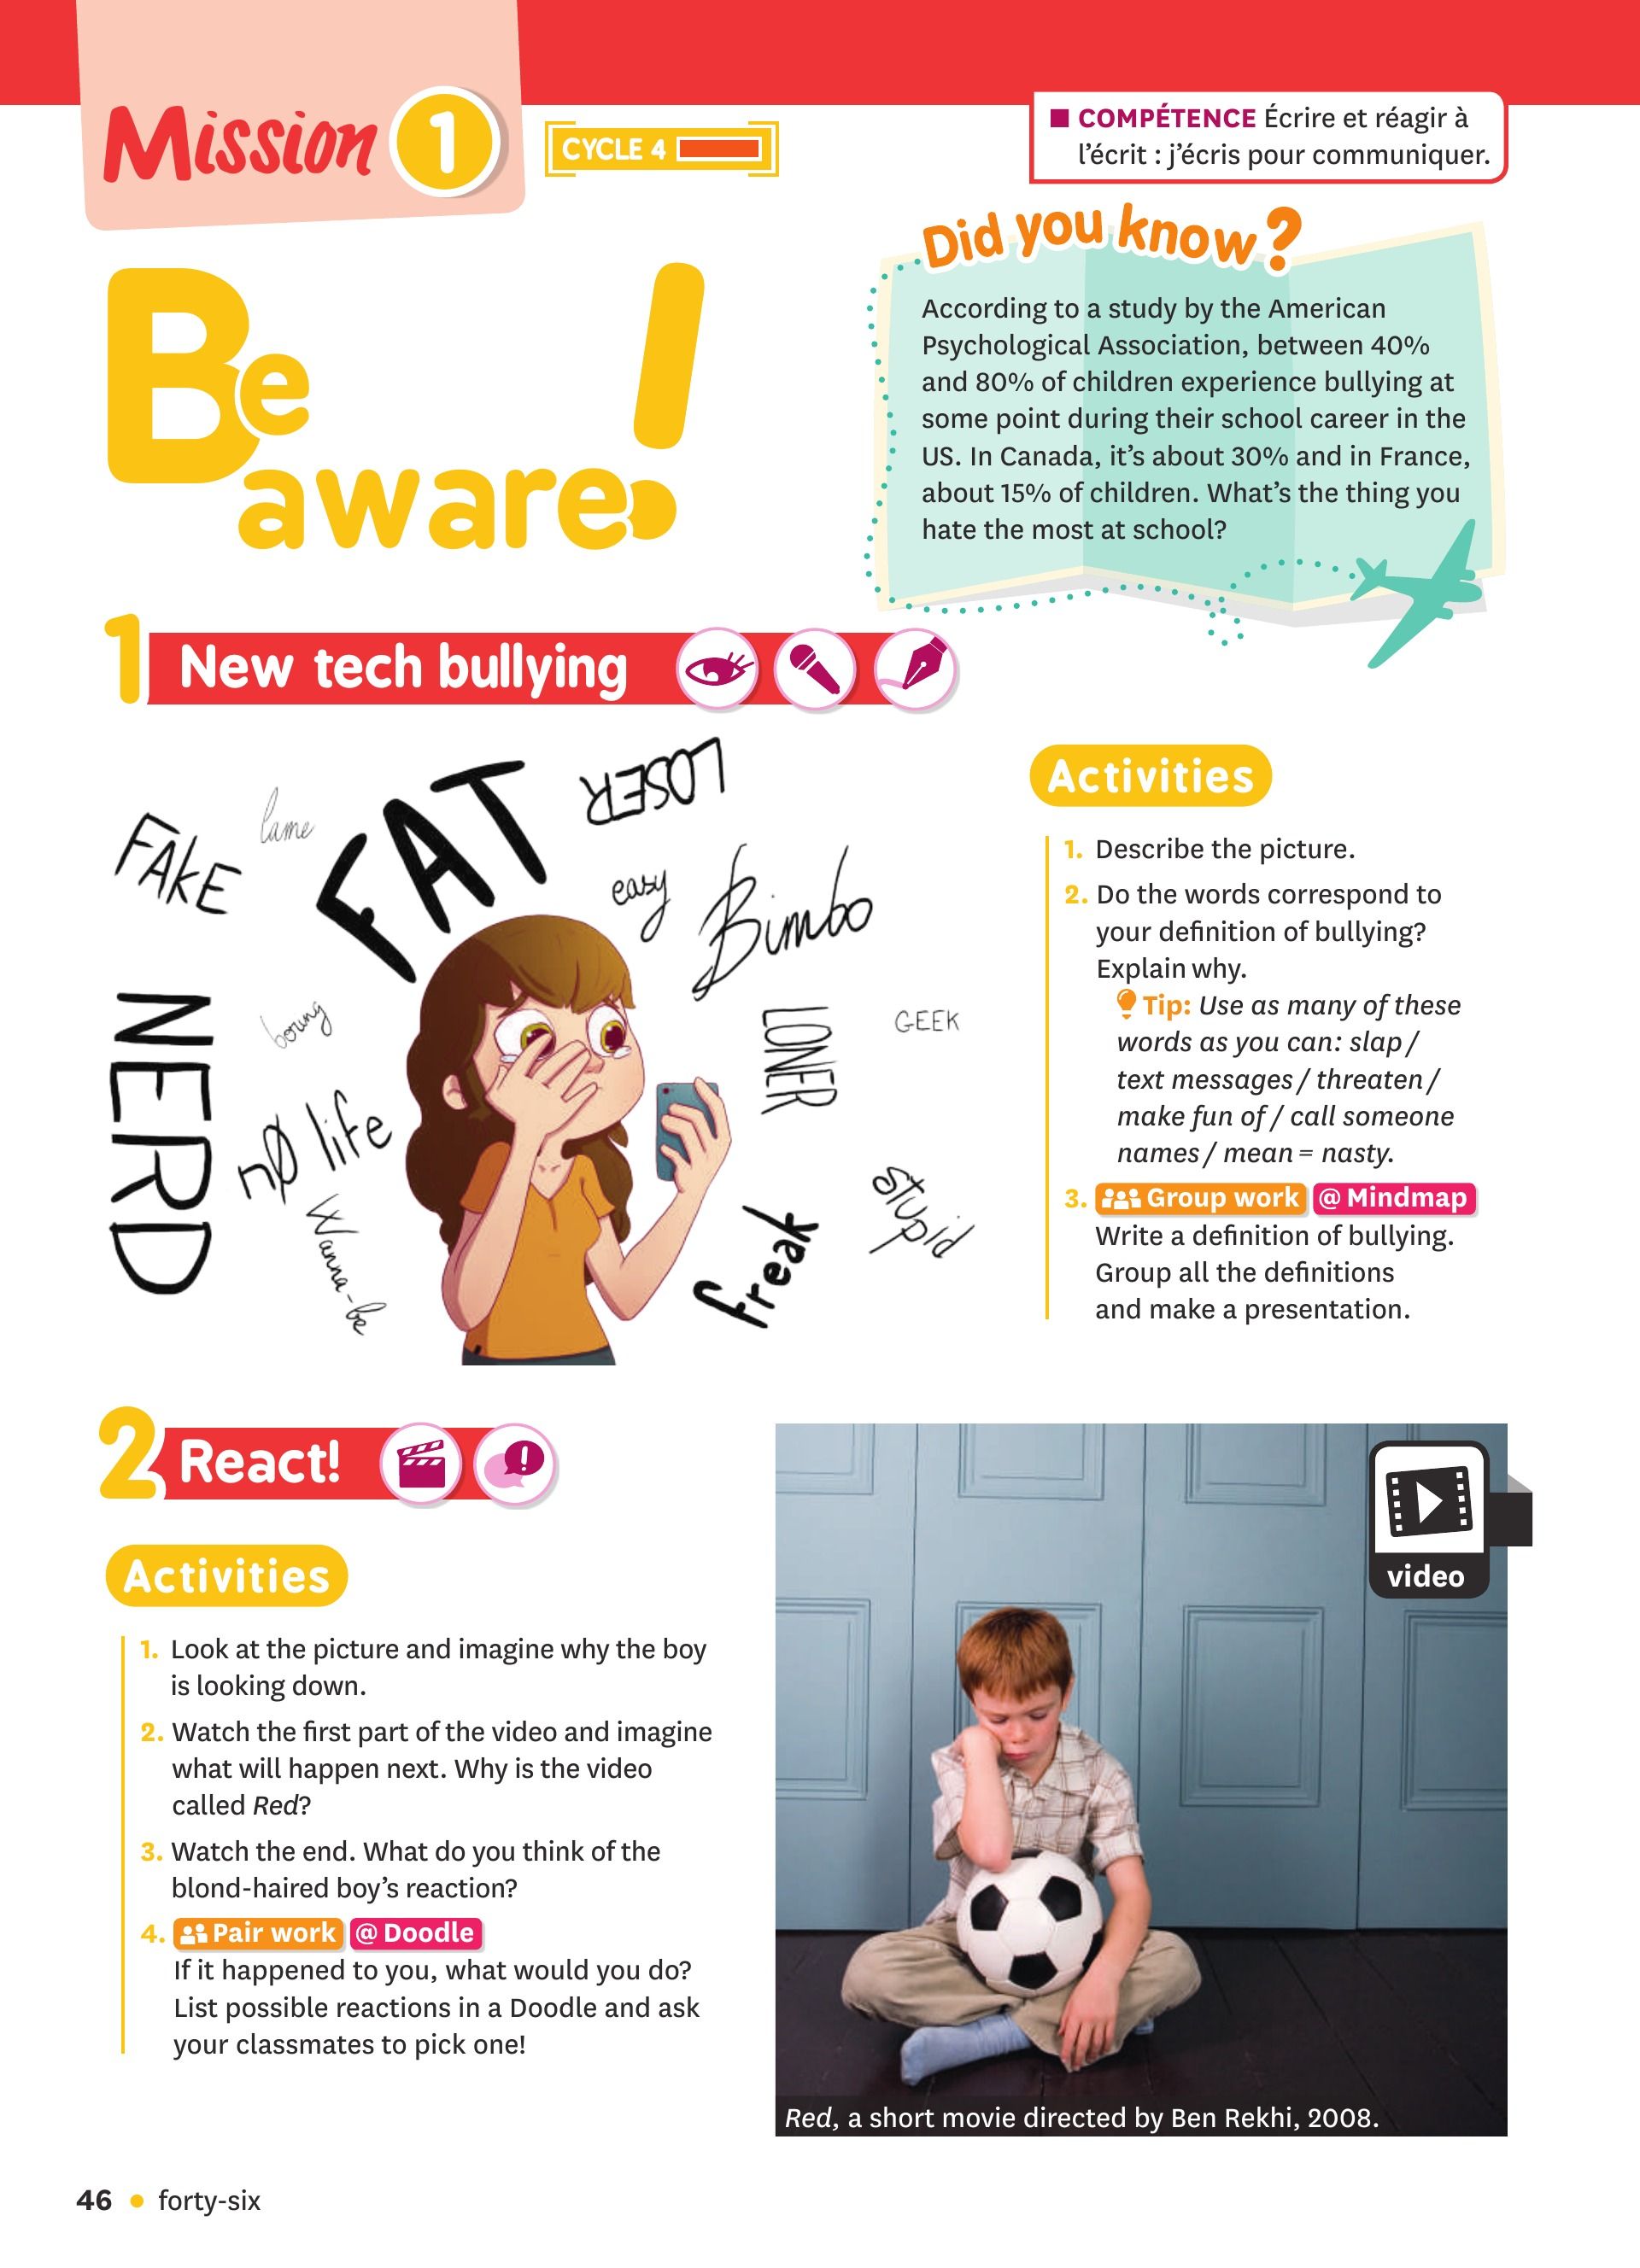 Mission 1
CYCLE 4
■ COMPÉTENCE Écrire et réagir à
l'écrit : j'écris pour communiquer.
Be
aware!
Did you know?
According to a study by the American
Psychological Association, between 40%
and 80% of children experience bullying at
some point during their school career in the
US. In Canada, it's about 30% and in France,
about 15% of children. What's the thing you
hate the most at school?
1 New tech bullying
FAKE
lame
FAT
LOSER
easy
Bimbo
NERD
boring
LONER
GEEK
nØ life
Wanna-be
freak
stupid
Activities
1. Describe the picture.
2. Do the words correspond to
your definition of bullying?
Explain why.
Tip: Use as many of these
words as you can: slap /
text messages / threaten /
make fun of / call someone
names / mean = nasty.
3. Group work @ Mindmap
Write a definition of bullying.
Group all the definitions
and make a presentation.
2 React!
Activities
1. Look at the picture and imagine why the boy
is looking down.
2. Watch the first part of the video and imagine
what will happen next. Why is the video
called Red?
3. Watch the end. What do you think of the
blond-haired boy's reaction?
4. Pair work @ Doodle
If it happened to you, what would you do?
List possible reactions in a Doodle and ask
your classmates to pick one!
video
Red, a short movie directed by Ben Rekhi, 2008.
46 • forty-six